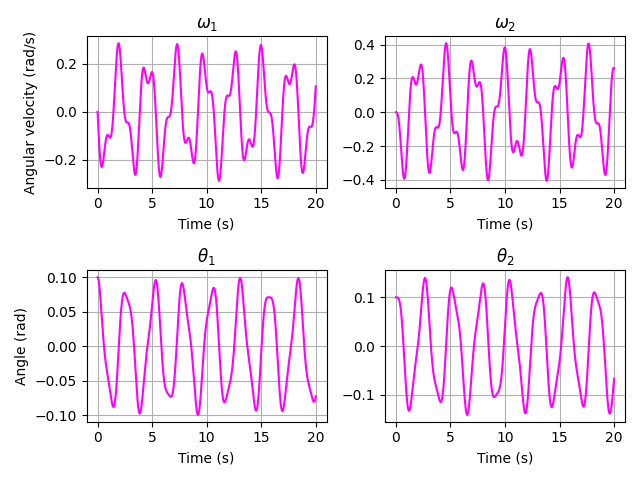 ω₁
Angular velocity (rad/s)
0.2
0.0
−0.2
0 5 10 15 20
Time (s)
ω₂
0.4
0.2
0.0
−0.2
−0.4
0 5 10 15 20
Time (s)
θ₁
Angle (rad)
0.10
0.05
0.00
−0.05
−0.10
0 5 10 15 20
Time (s)
θ₂
0.1
0.0
−0.1
0 5 10 15 20
Time (s)